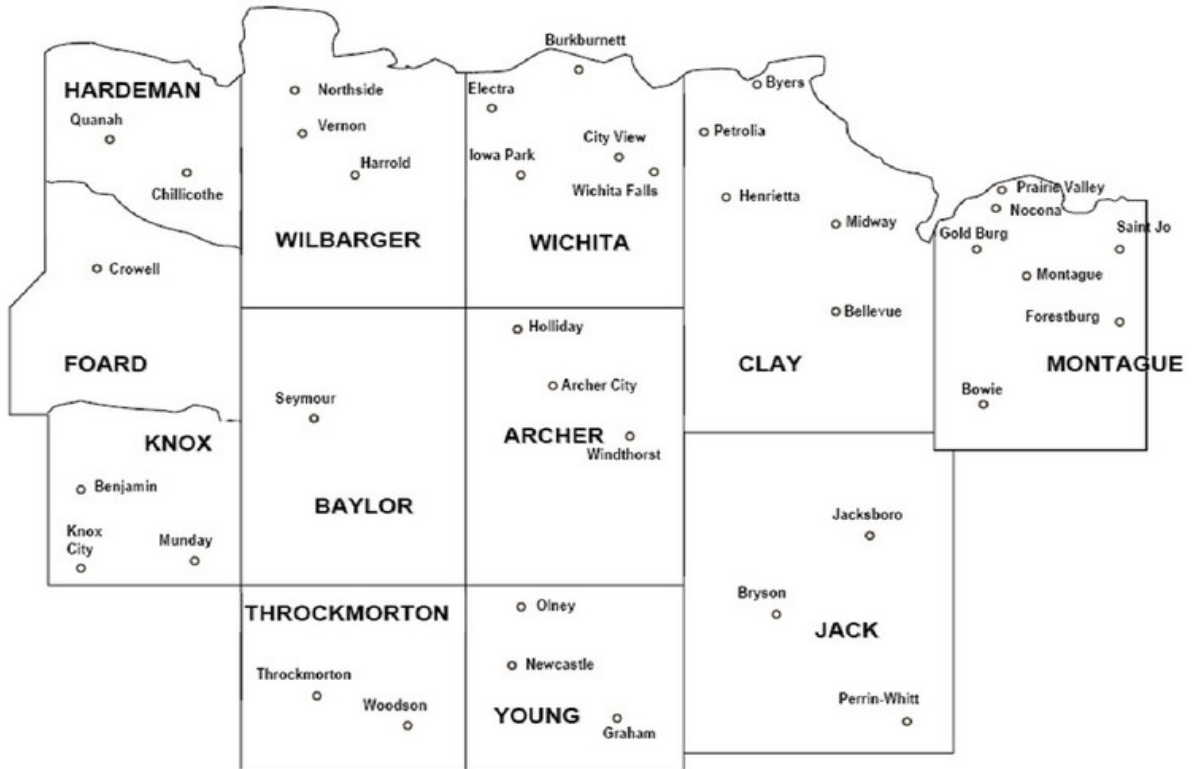 Burkburnett
HARDEMAN
Northside
Electra
Byers
Quanah
Vernon
City View
Petrolia
Iowa Park
Harrold
Chillicothe
Wichita Falls
Henrietta
Prairie Valley
Nocona
Midway
Saint Jo
Gold Burg
WILBARGER
WICHITA
Crowell
Montague
Bellevue
Forestburg
Holliday
FOARD
CLAY
MONTAGUE
Archer City
Bowie
Seymour
KNOX
ARCHER
Windthorst
Benjamin
BAYLOR
Jacksboro
Knox
City
Munday
Bryson
THROCKMORTON
Olney
JACK
Newcastle
Throckmorton
Woodson
YOUNG
Graham
Perrin-Whitt